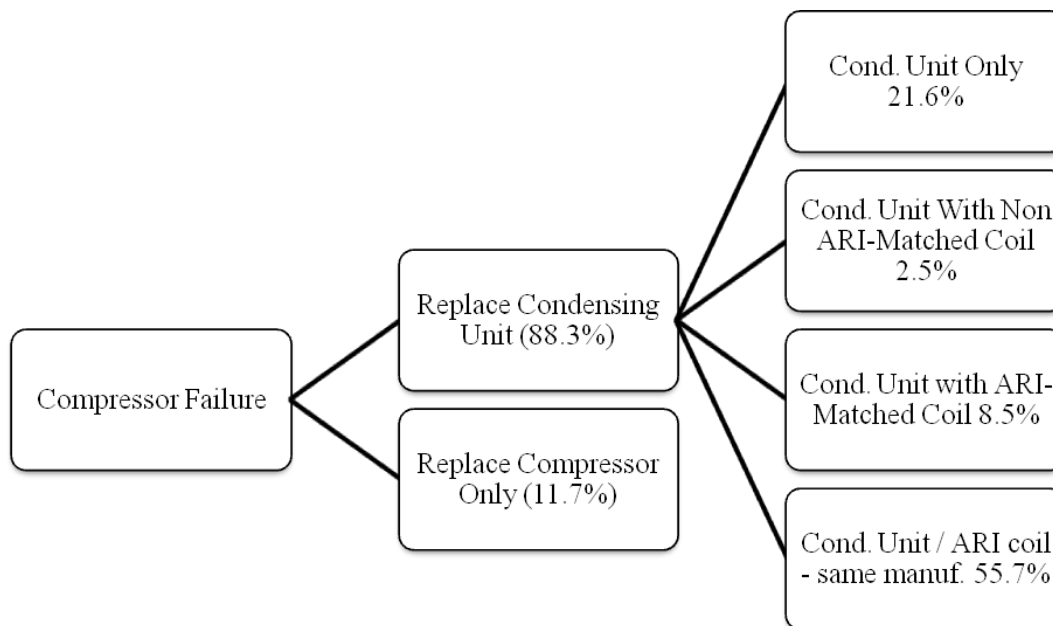 Compressor Failure
Replace Condensing
Unit (88.3%)
Replace Compressor
Only (11.7%)
Cond. Unit Only
21.6%
Cond. Unit With Non
ARI-Matched Coil
2.5%
Cond. Unit with ARI-
Matched Coil 8.5%
Cond. Unit / ARI coil
- same manuf. 55.7%